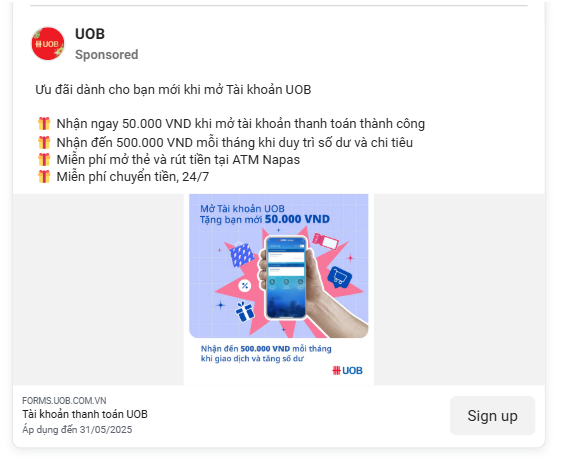 UOB
UOB
Sponsored
Ưu đãi dành cho bạn mới khi mở Tài khoản UOB
Nhận ngay 50.000 VND khi mở tài khoản thanh toán thành công
Nhận đến 500.000 VND mỗi tháng khi duy trì số dư và chi tiêu
Miễn phí mở thẻ và rút tiền tại ATM Napas
Miễn phí chuyển tiền, 24/7
Mở Tài khoản UOB
Tặng bạn mới 50.000 VND
%
Nhận đến 500.000 VND mỗi tháng
khi giao dịch và tăng số dư
UOB
FORMS.UOB.COM.VN
Tài khoản thanh toán UOB
Áp dụng đến 31/05/2025
Sign up